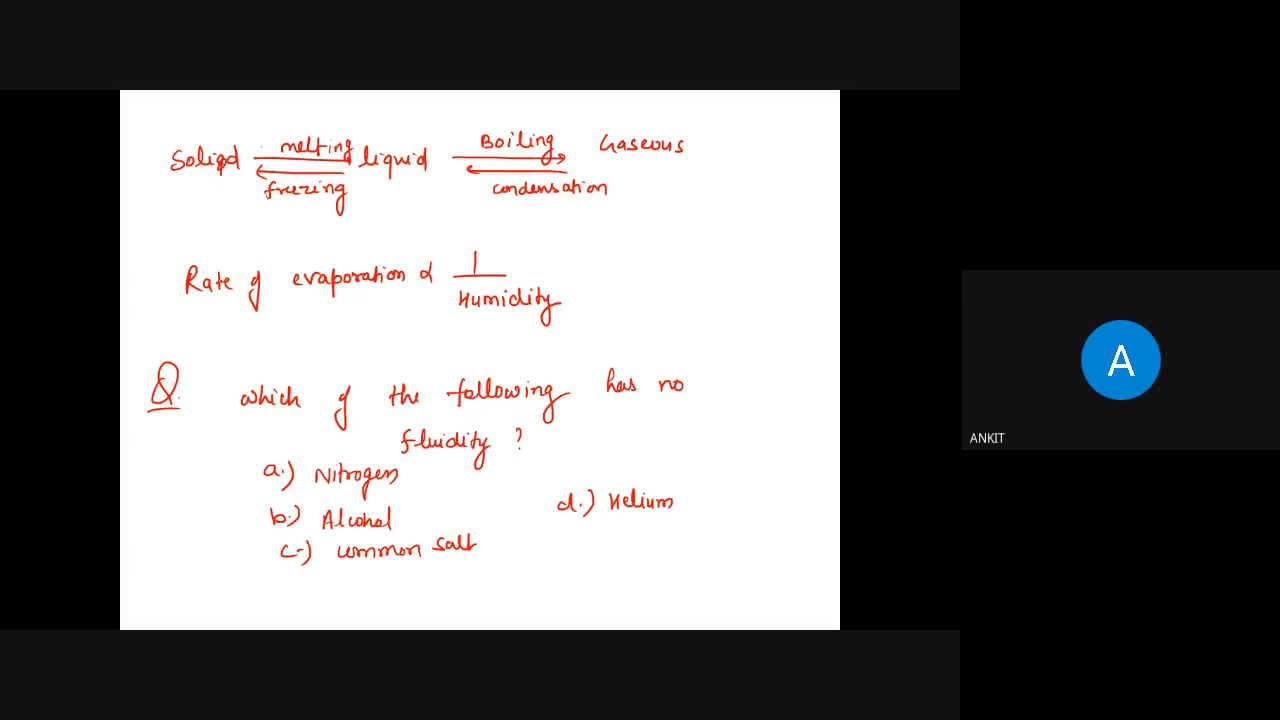 Solid melting liquid Boiling Gaseous
freezing condensation
Rate of evaporation ∝ 1
Humidity
Q. which of the following has no
fluidity ?
a.) Nitrogen
b.) Alcohol
d.) Helium
c.) common salt
A
ANKIT